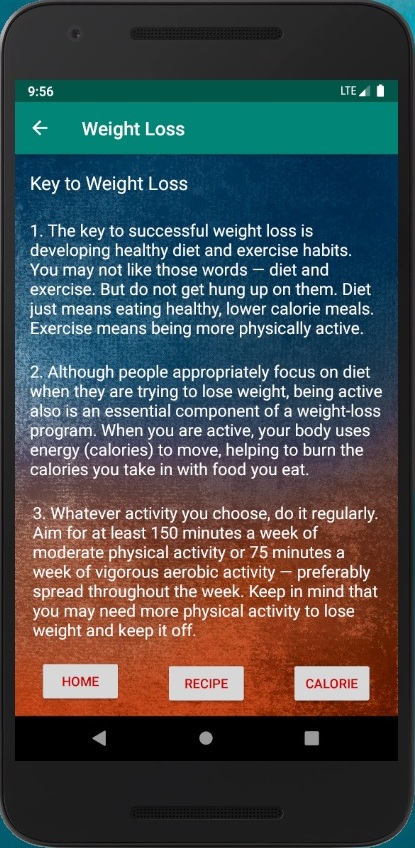 9:56 LTE
Weight Loss
Key to Weight Loss
1. The key to successful weight loss is
developing healthy diet and exercise habits.
You may not like those words — diet and
exercise. But do not get hung up on them. Diet
just means eating healthy, lower calorie meals.
Exercise means being more physically active.
2. Although people appropriately focus on diet
when they are trying to lose weight, being active
also is an essential component of a weight-loss
program. When you are active, your body uses
energy (calories) to move, helping to burn the
calories you take in with food you eat.
3. Whatever activity you choose, do it regularly.
Aim for at least 150 minutes a week of
moderate physical activity or 75 minutes a
week of vigorous aerobic activity — preferably
spread throughout the week. Keep in mind that
you may need more physical activity to lose
weight and keep it off.
HOME RECIPE CALORIE